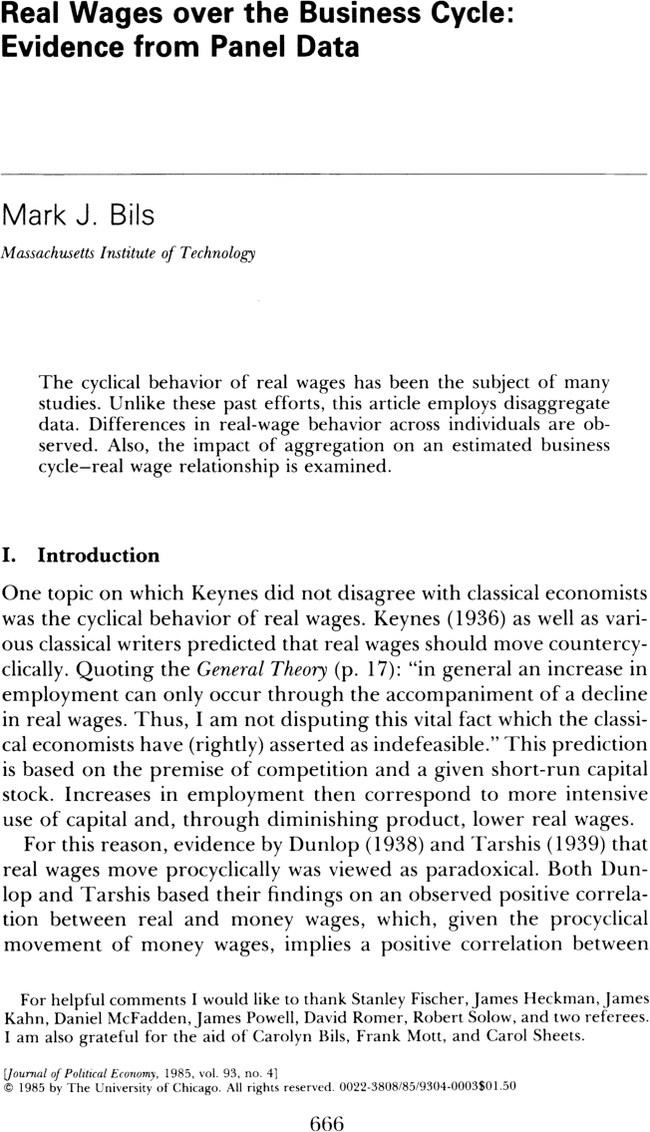 Real Wages over the Business Cycle:
Evidence from Panel Data
Mark J. Bils
Massachusetts Institute of Technology
The cyclical behavior of real wages has been the subject of many
studies. Unlike these past efforts, this article employs disaggregate
data. Differences in real-wage behavior across individuals are ob-
served. Also, the impact of aggregation on an estimated business
cycle–real wage relationship is examined.
I. Introduction
One topic on which Keynes did not disagree with classical economists
was the cyclical behavior of real wages. Keynes (1936) as well as vari-
ous classical writers predicted that real wages should move countercy-
clically. Quoting the General Theory (p. 17): “in general an increase in
employment can only occur through the accompaniment of a decline
in real wages. Thus, I am not disputing this vital fact which the classi-
cal economists have (rightly) asserted as indefeasible.” This prediction
is based on the premise of competition and a given short-run capital
stock. Increases in employment then correspond to more intensive
use of capital and, through diminishing product, lower real wages.
For this reason, evidence by Dunlop (1938) and Tarshis (1939) that
real wages move procyclically was viewed as paradoxical. Both Dun-
lop and Tarshis based their findings on an observed positive correla-
tion between real and money wages, which, given the procyclical
movement of money wages, implies a positive correlation between
For helpful comments I would like to thank Stanley Fischer, James Heckman, James
Kahn, Daniel McFadden, James Powell, David Romer, Robert Solow, and two referees.
I am also grateful for the aid of Carolyn Bils, Frank Mott, and Carol Sheets.
[Journal of Political Economy, 1985, vol. 93, no. 4]
© 1985 by The University of Chicago. All rights reserved. 0022-3808/85/9304-0003$01.50
666